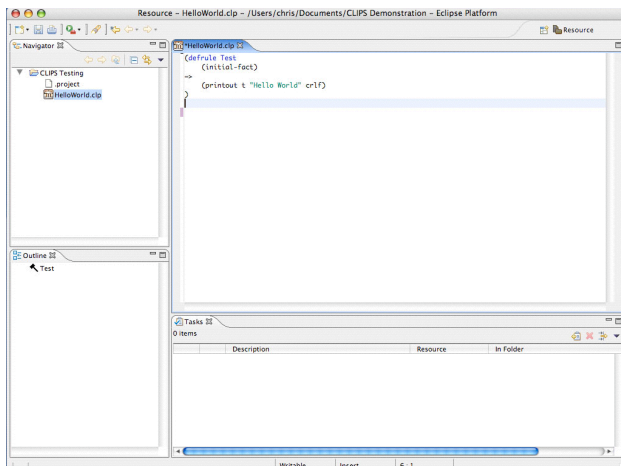 Resource - HelloWorld.clp - /Users/chris/Documents/CLIPS Demonstration - Eclipse Platform
Resource
Navigator
CLIPS Testing
.project
HelloWorld.clp
*HelloWorld.clp
(defrule Test
(initial-fact)
=>
(printout t "Hello World" crlf)
)
Outline
Test
Tasks
0 items
Description Resource In Folder
Writable Insert 6 : 1